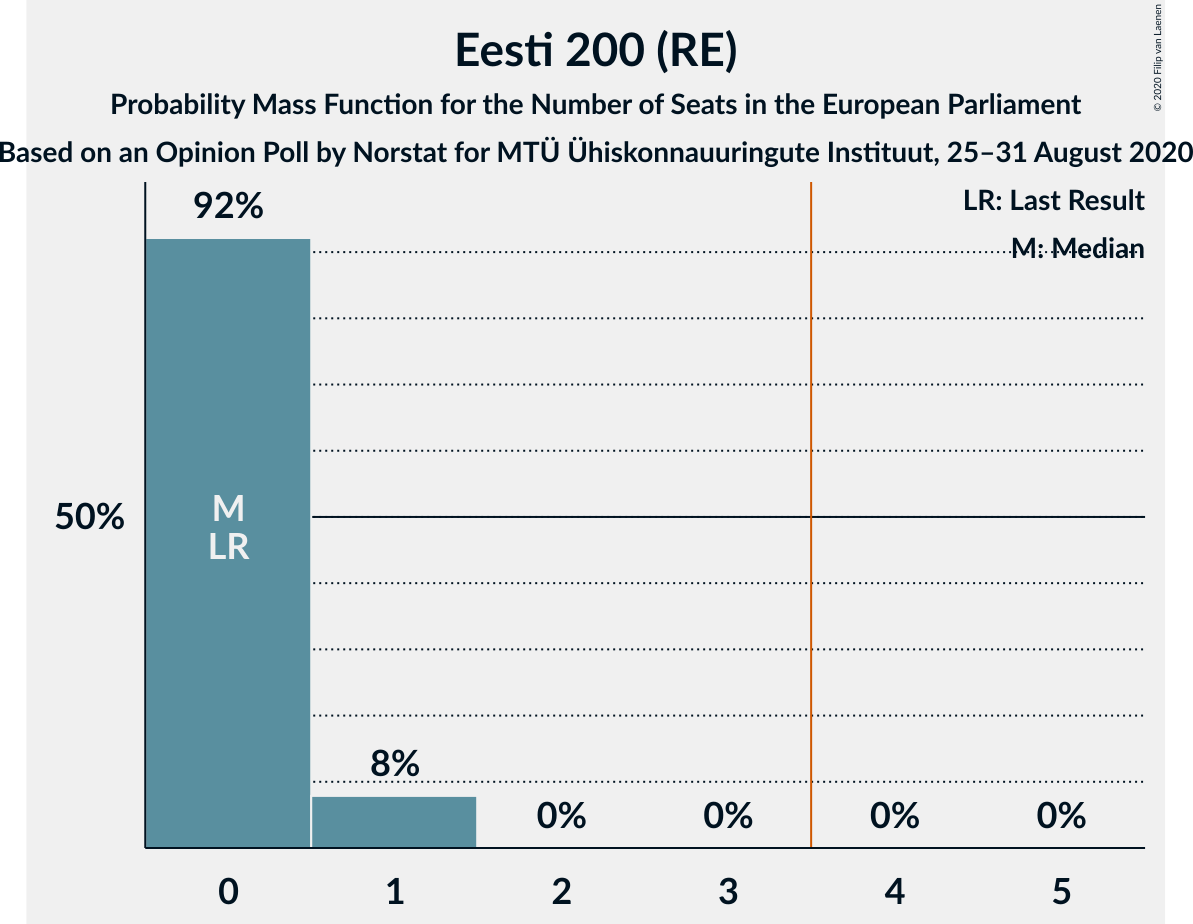 Eesti 200 (RE)
Probability Mass Function for the Number of Seats in the European Parliament
Based on an Opinion Poll by Norstat for MTÜ Ühiskonnauuringute Instituut, 25–31 August 2020
© 2020 Filip van Laenen
LR: Last Result
M: Median
92%
50%
M
LR
8%
0%
0%
0%
0%
0
1
2
3
4
5